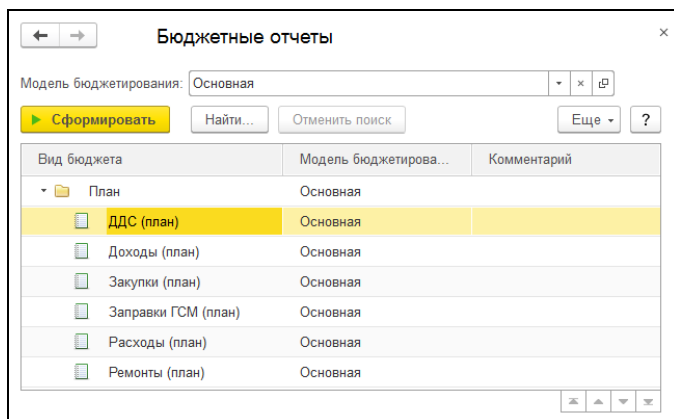 Бюджетные отчеты
Модель бюджетирования: Основная
Сформировать Найти... Отменить поиск Еще ?
Вид бюджета Модель бюджетирова... Комментарий
План Основная
ДДС (план) Основная
Доходы (план) Основная
Закупки (план) Основная
Заправки ГСМ (план) Основная
Расходы (план) Основная
Ремонты (план) Основная